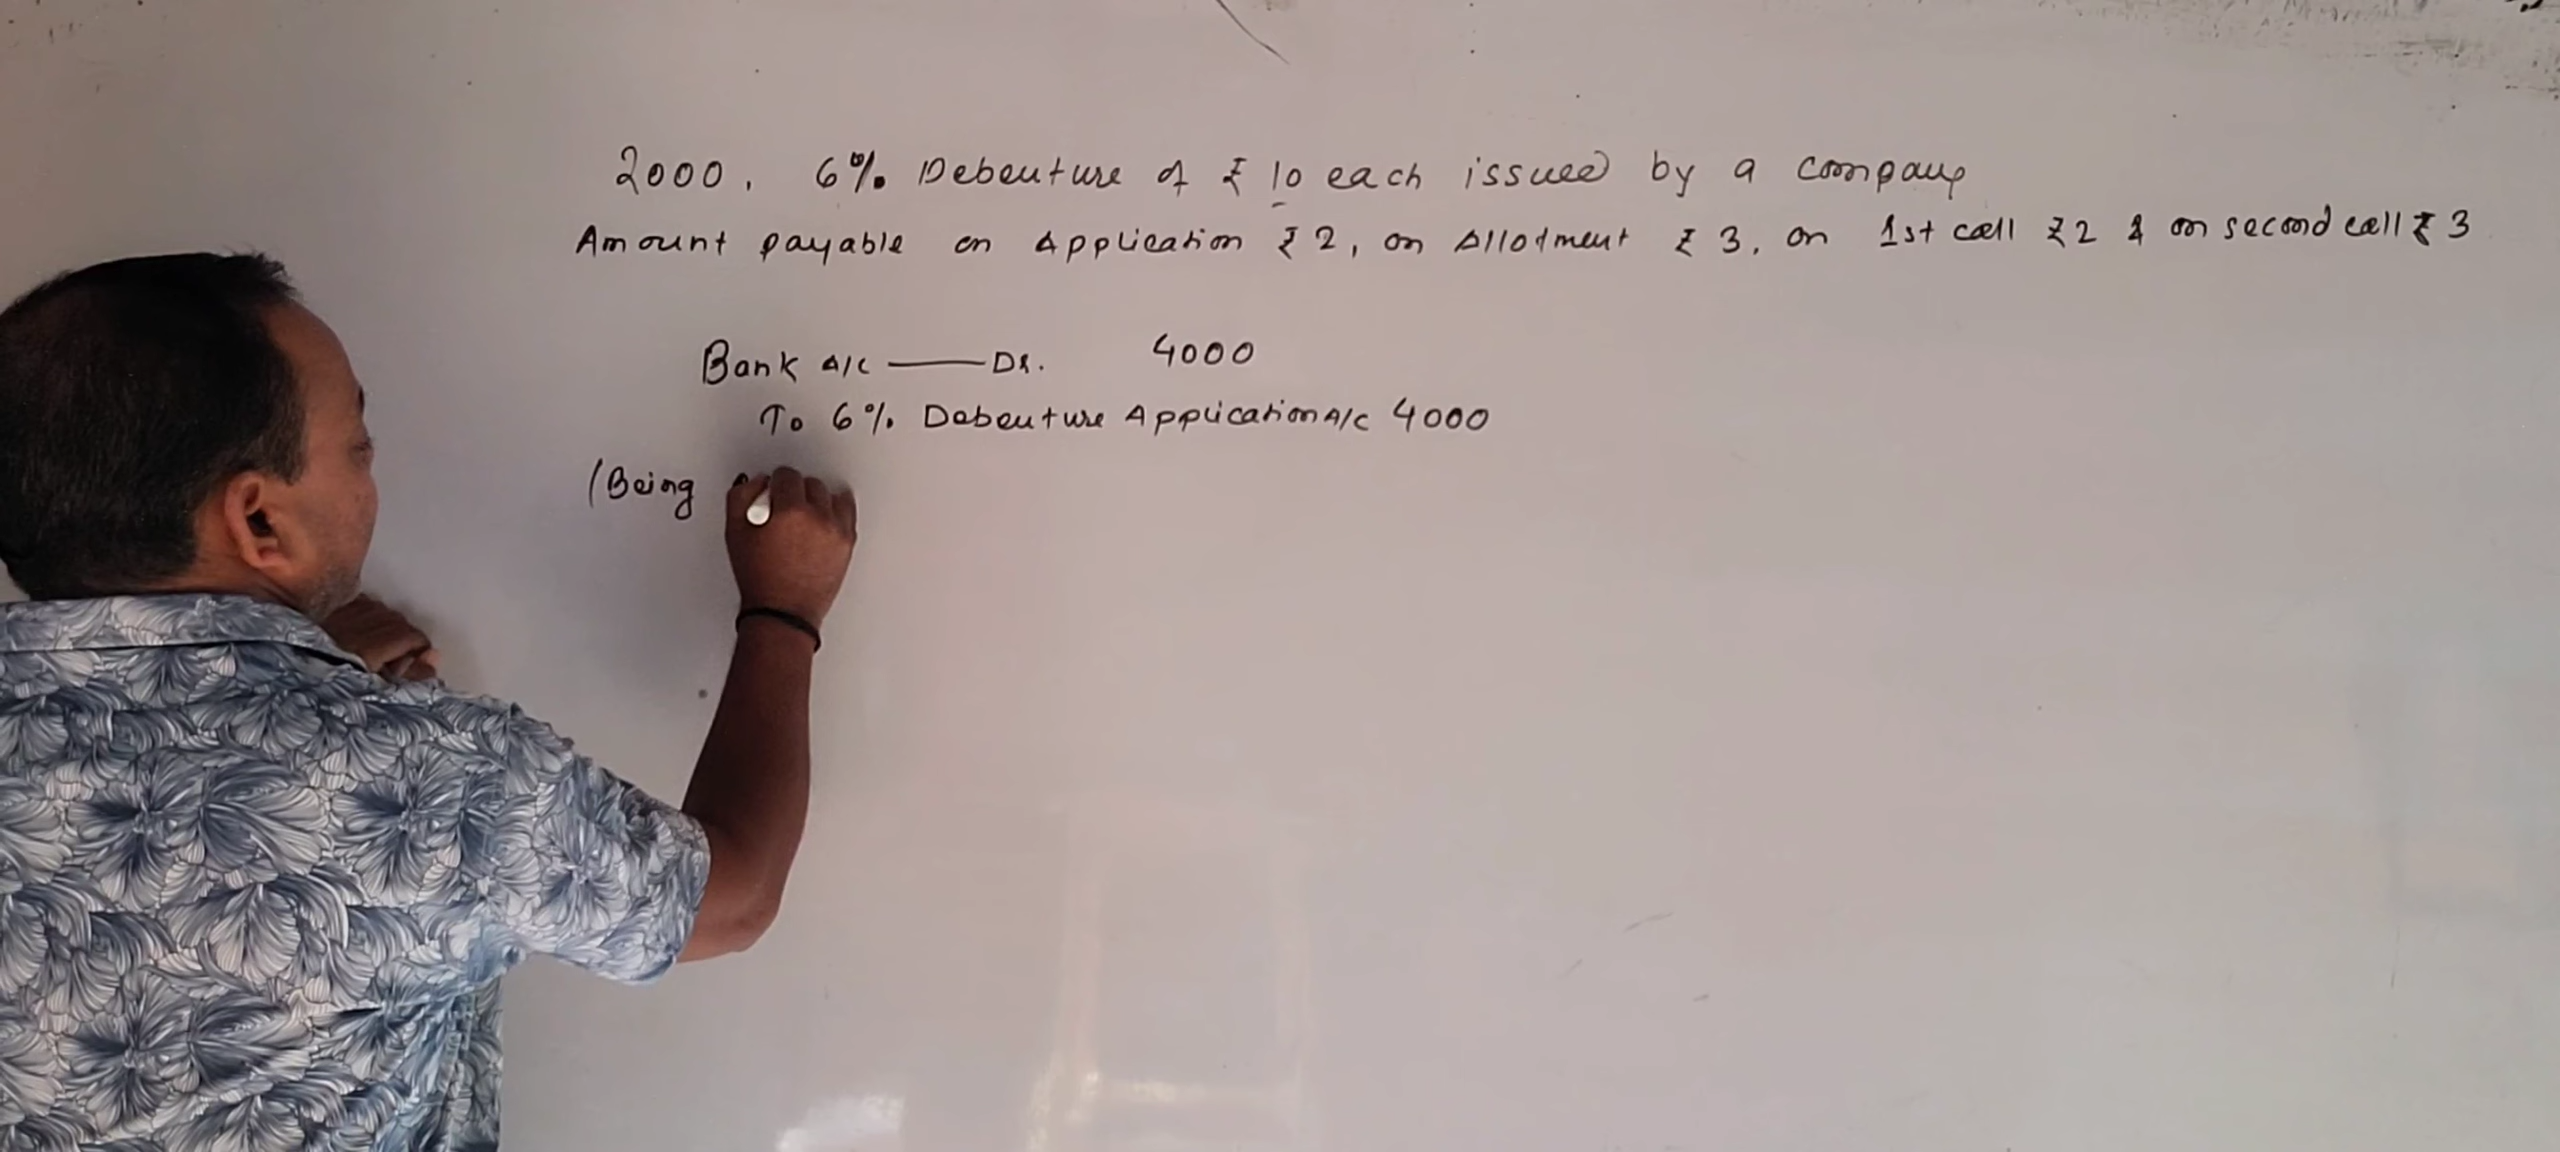 2000, 6% Debenture of ₹ 10 each issued by a company
Amount payable on Application ₹ 2, on Allotment ₹ 3, on 1st call ₹ 2 & on second call ₹ 3
Bank A/c —— Dr. 4000
To 6% Debenture Application A/c 4000
(Being